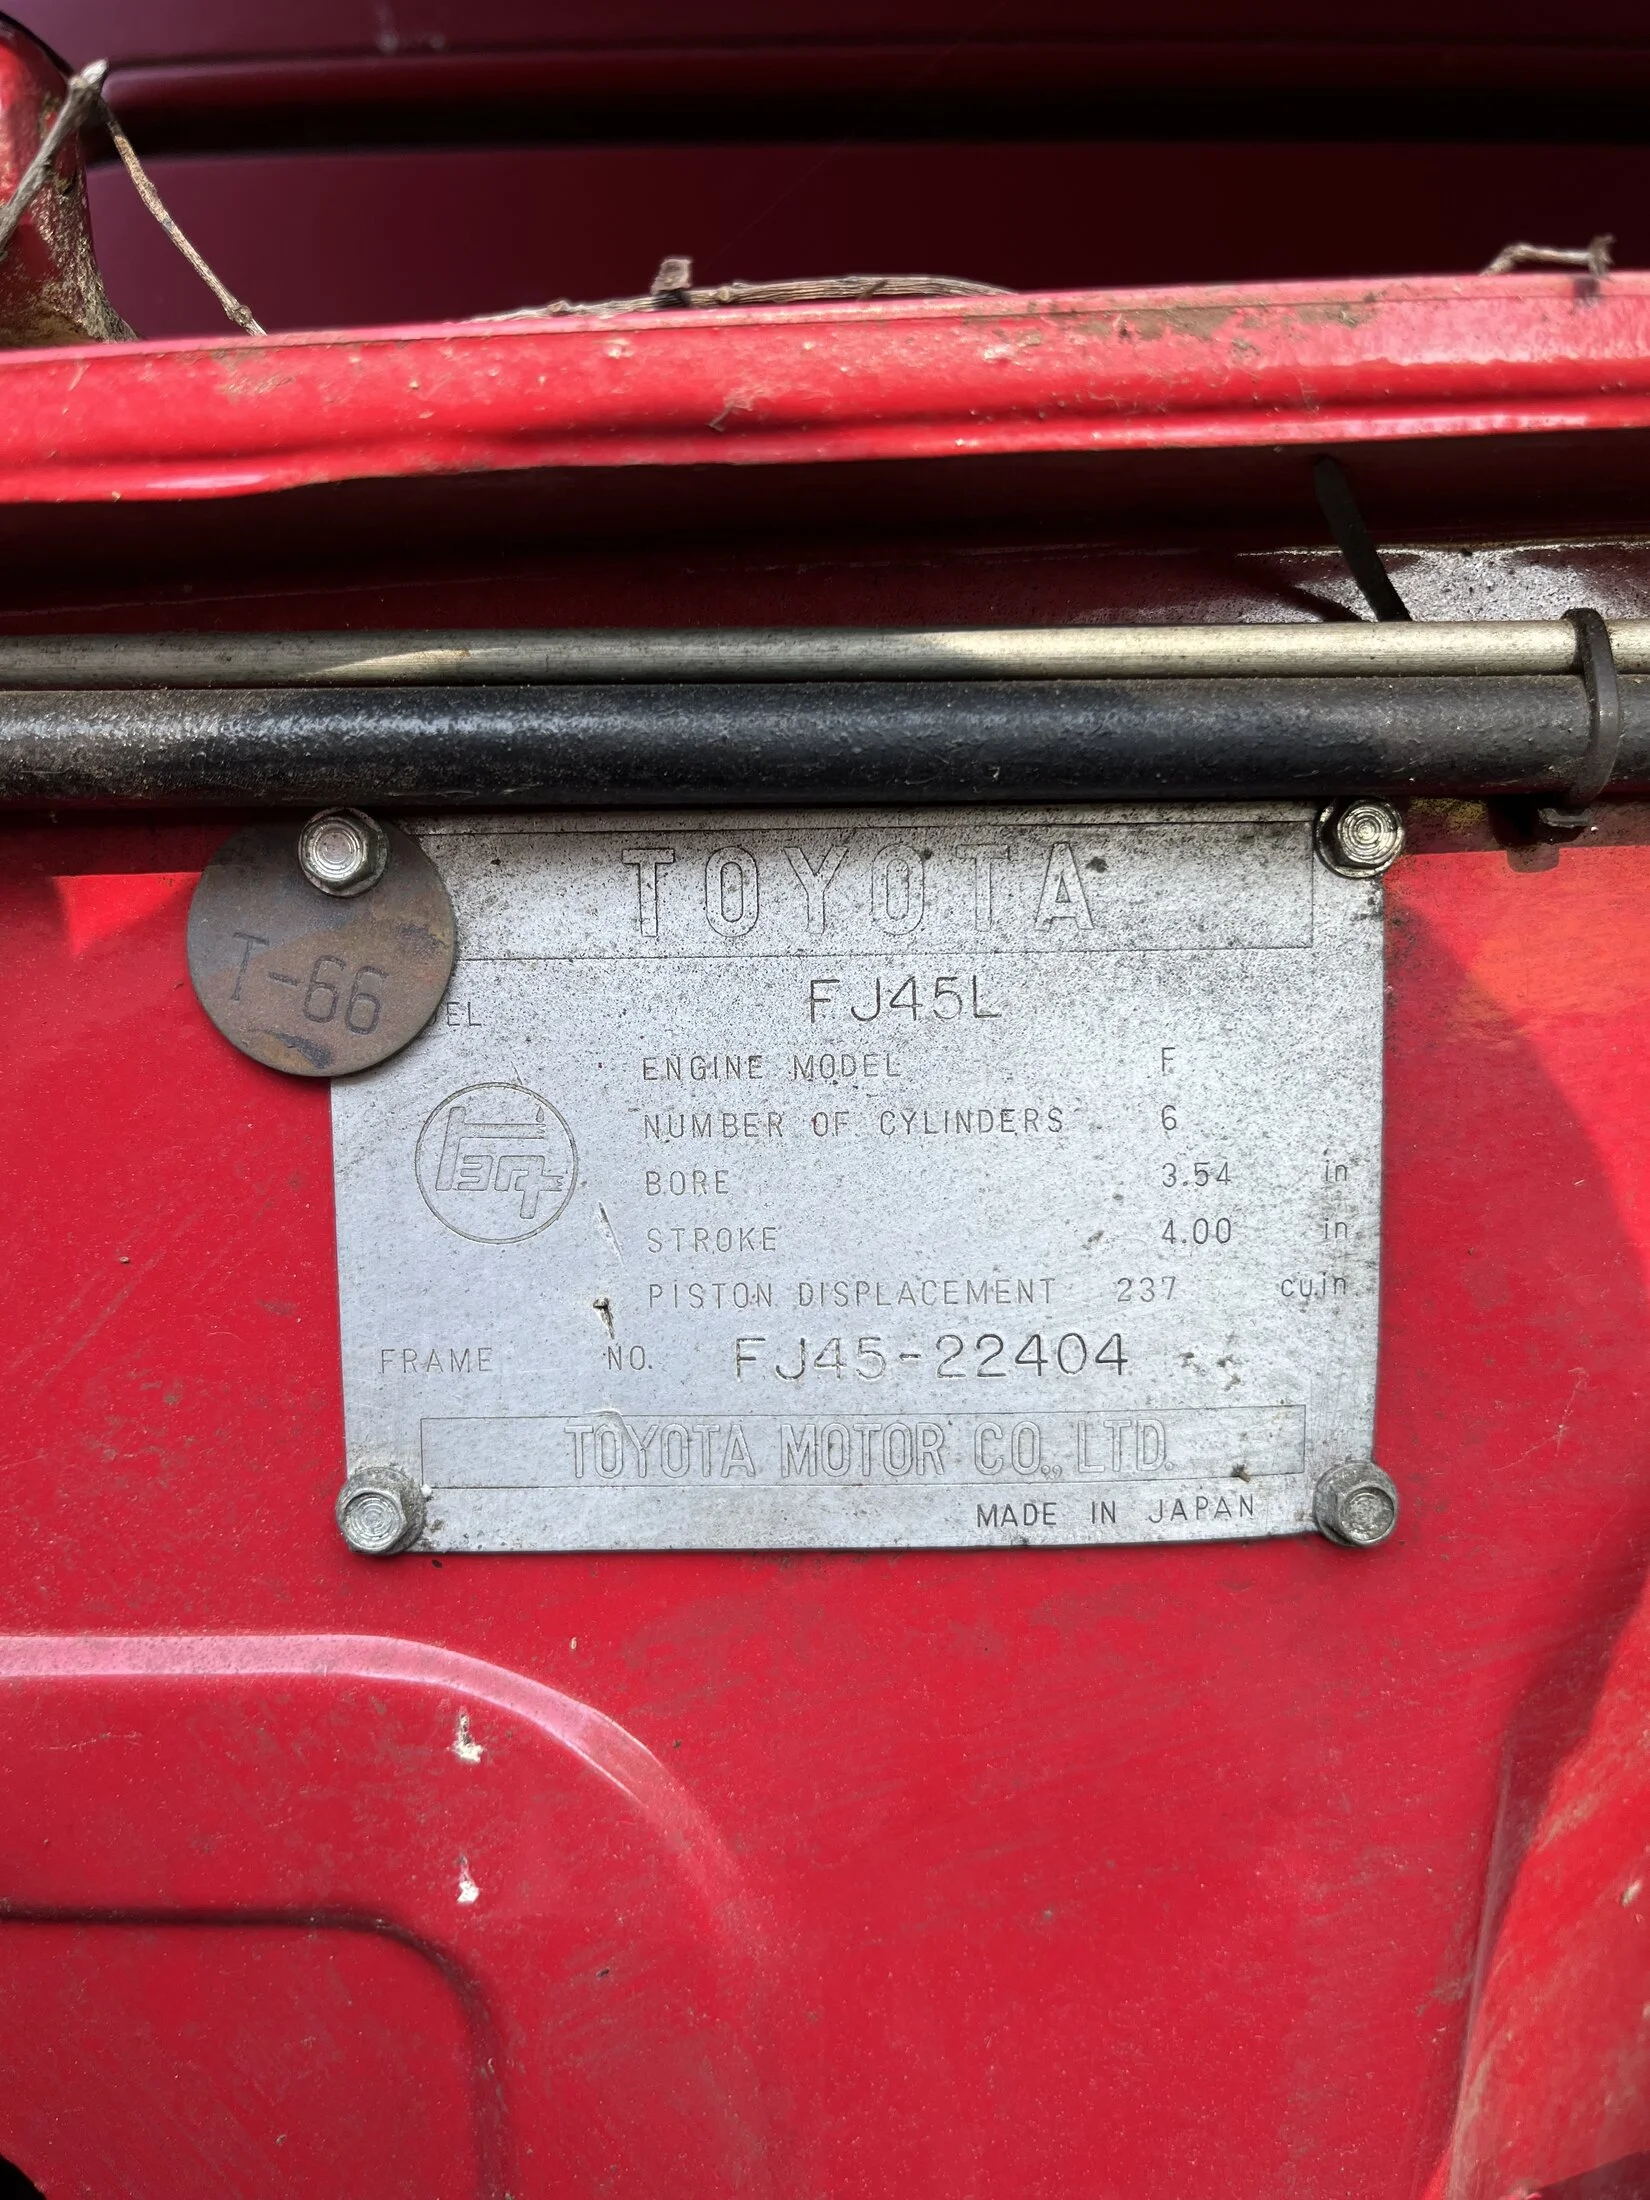 TOYOTA
T-66
FJ45L
ENGINE MODEL F
NUMBER OF CYLINDERS 6
BORE 3.54 in
STROKE 4.00 in
PISTON DISPLACEMENT 237 cu.in
FRAME NO. FJ45-22404
TOYOTA MOTOR CO., LTD.
MADE IN JAPAN